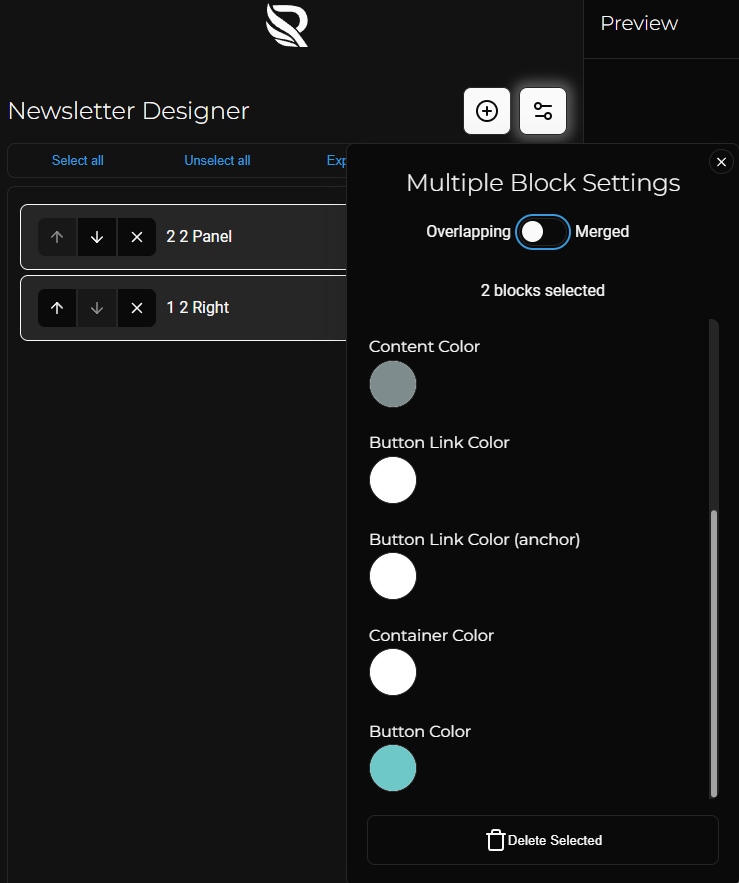 Preview
Newsletter Designer
Select all Unselect all Exp
Multiple Block Settings
Overlapping Merged
2 blocks selected
2 2 Panel
1 2 Right
Content Color
Button Link Color
Button Link Color (anchor)
Container Color
Button Color
Delete Selected